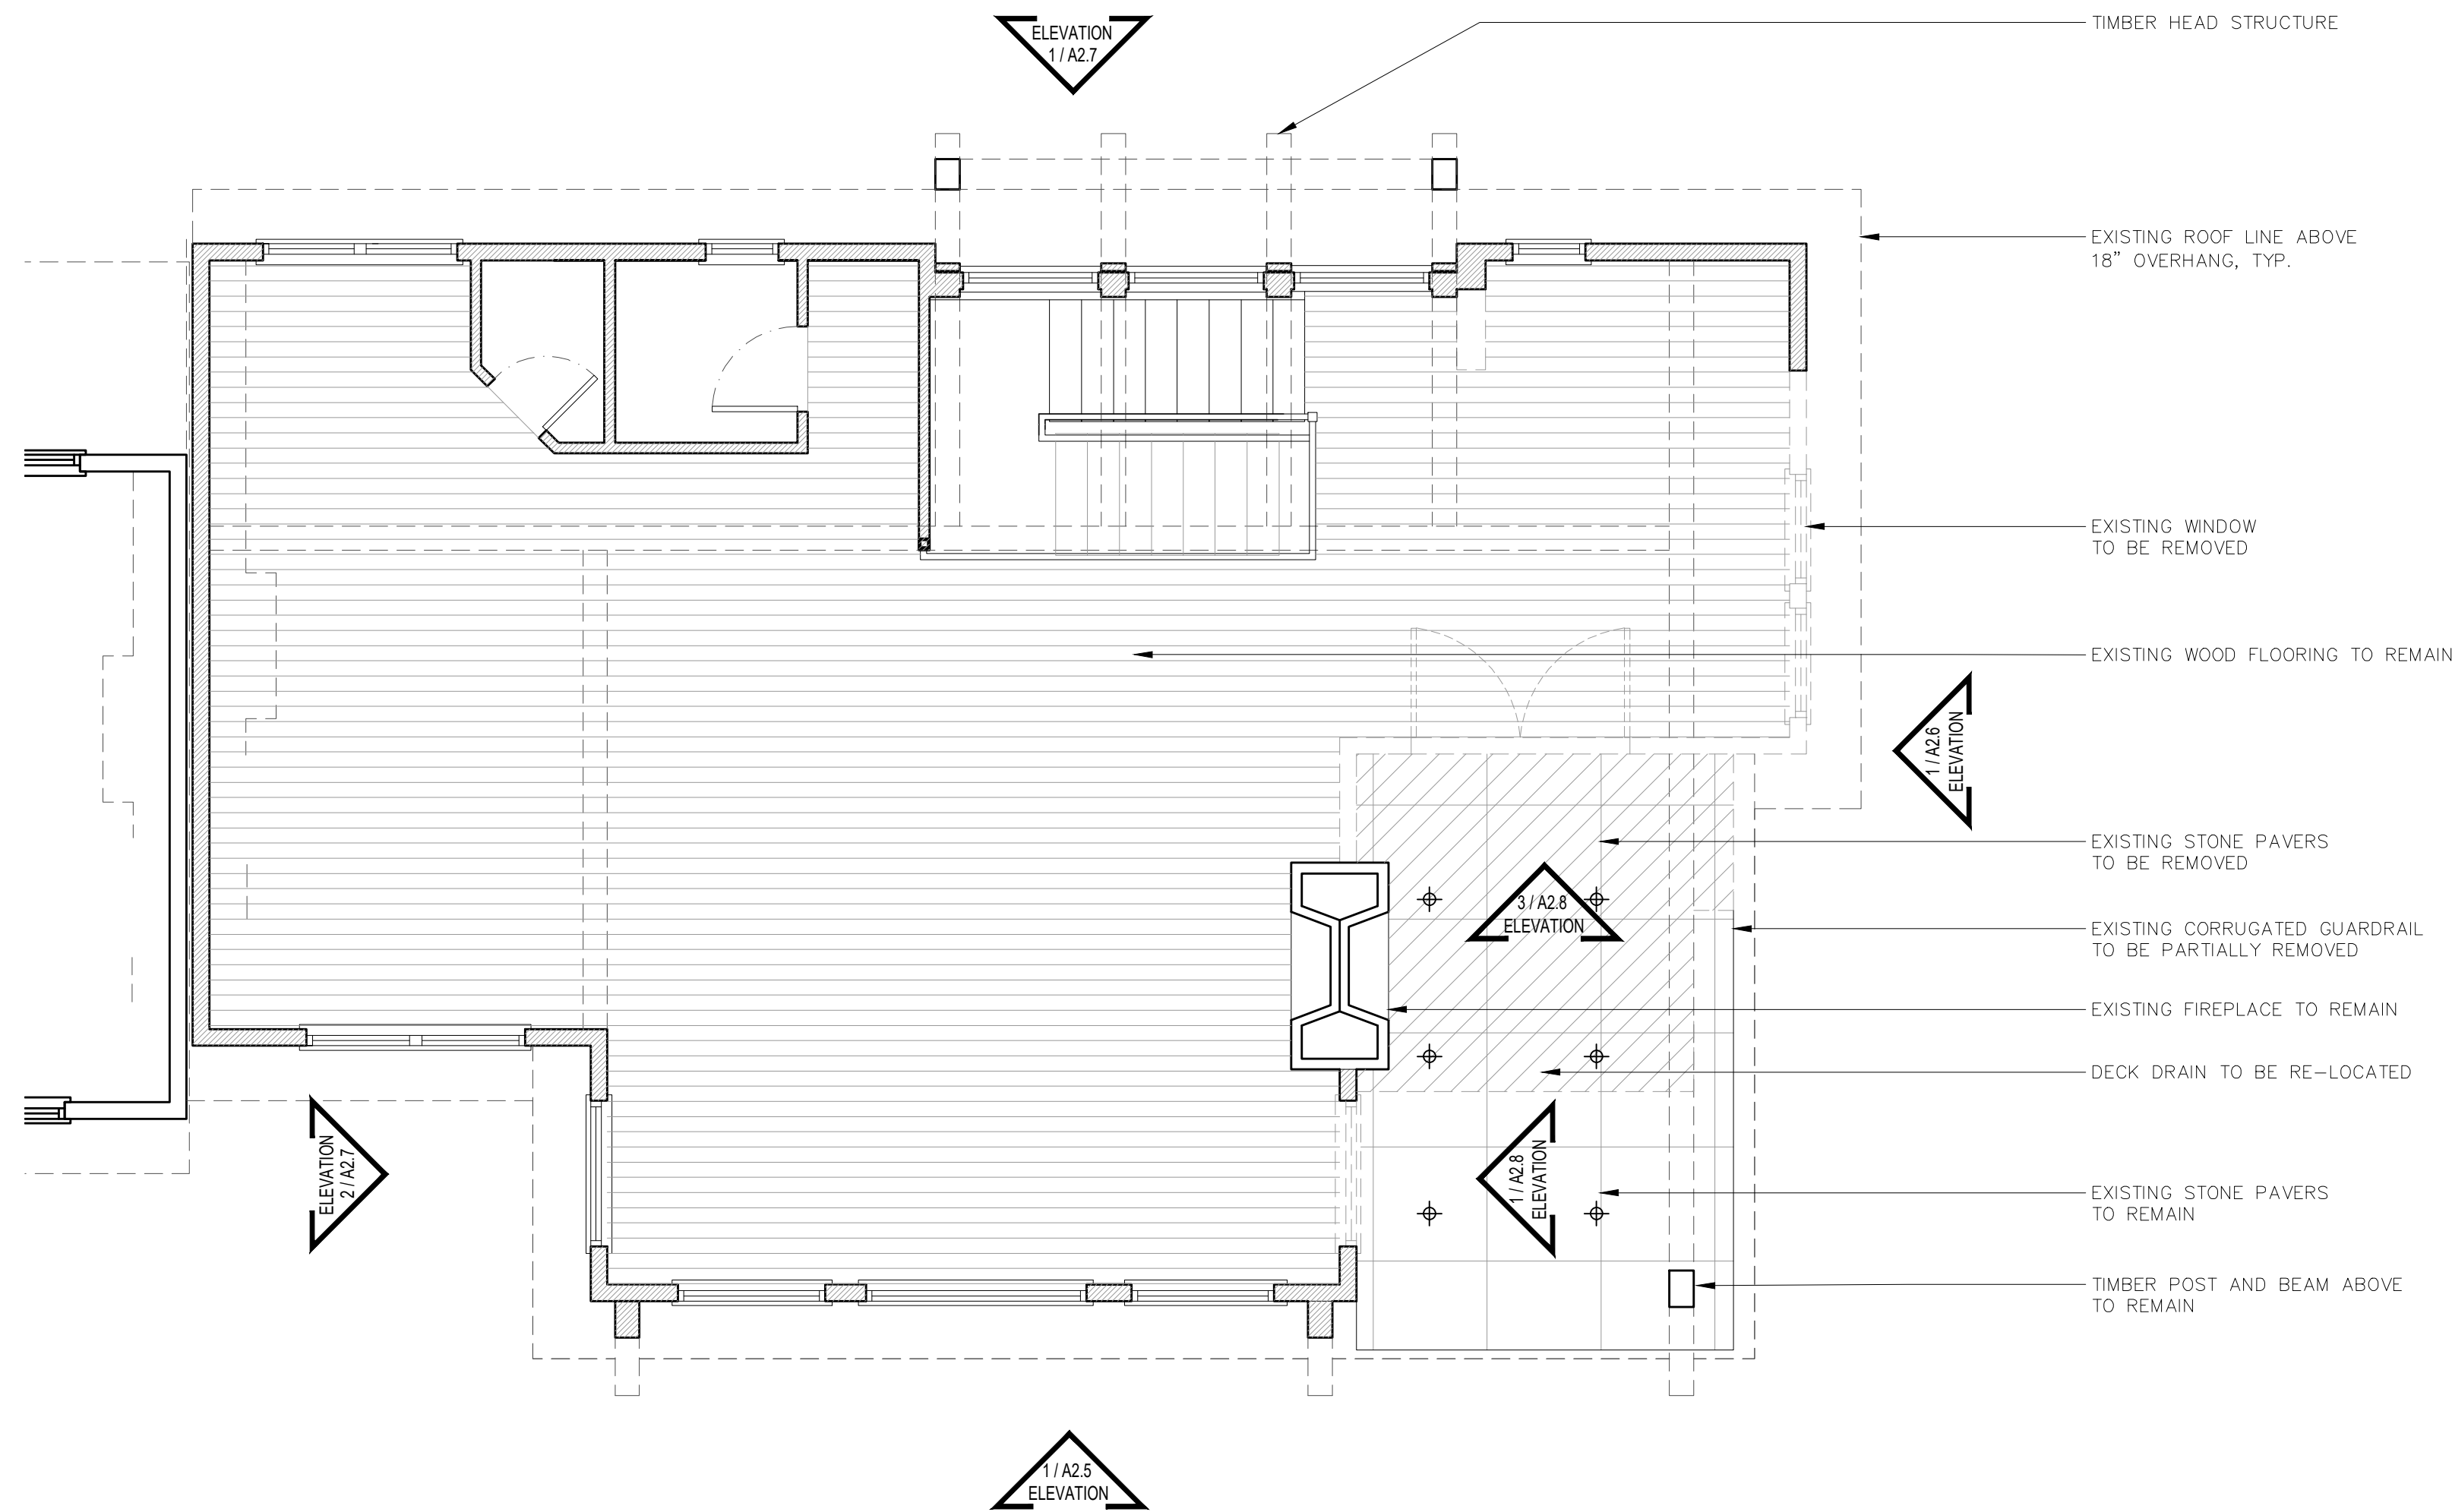 ELEVATION
1 / A2.7
TIMBER HEAD STRUCTURE
EXISTING ROOF LINE ABOVE
18” OVERHANG, TYP.
EXISTING WINDOW
TO BE REMOVED
EXISTING WOOD FLOORING TO REMAIN
1 / A2.6
ELEVATION
EXISTING STONE PAVERS
TO BE REMOVED
3 / A2.8
ELEVATION
EXISTING CORRUGATED GUARDRAIL
TO BE PARTIALLY REMOVED
EXISTING FIREPLACE TO REMAIN
DECK DRAIN TO BE RE-LOCATED
ELEVATION
2 / A2.7
1 / A2.8
ELEVATION
EXISTING STONE PAVERS
TO REMAIN
TIMBER POST AND BEAM ABOVE
TO REMAIN
1 / A2.5
ELEVATION